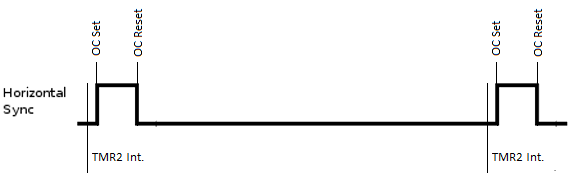 OC Set
OC Reset
OC Set
OC Reset
Horizontal
Sync
TMR2 Int.
TMR2 Int.